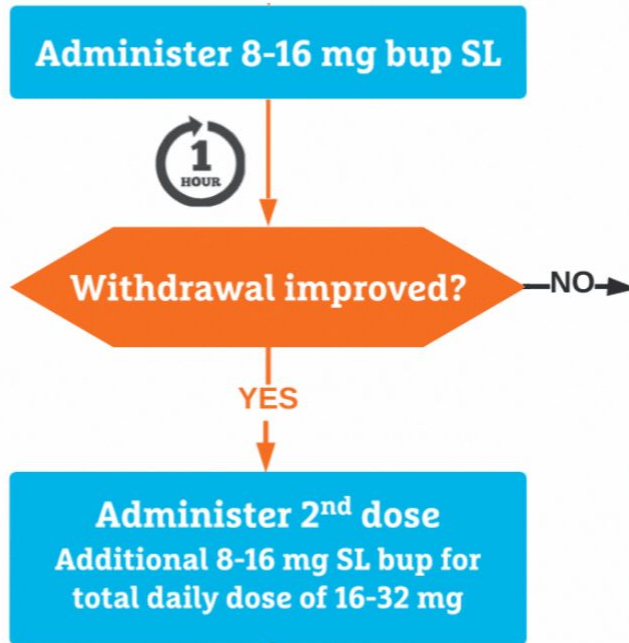 Administer 8-16 mg bup SL
1
HOUR
Withdrawal improved?
NO
YES
Administer 2nd dose
Additional 8-16 mg SL bup for
total daily dose of 16-32 mg